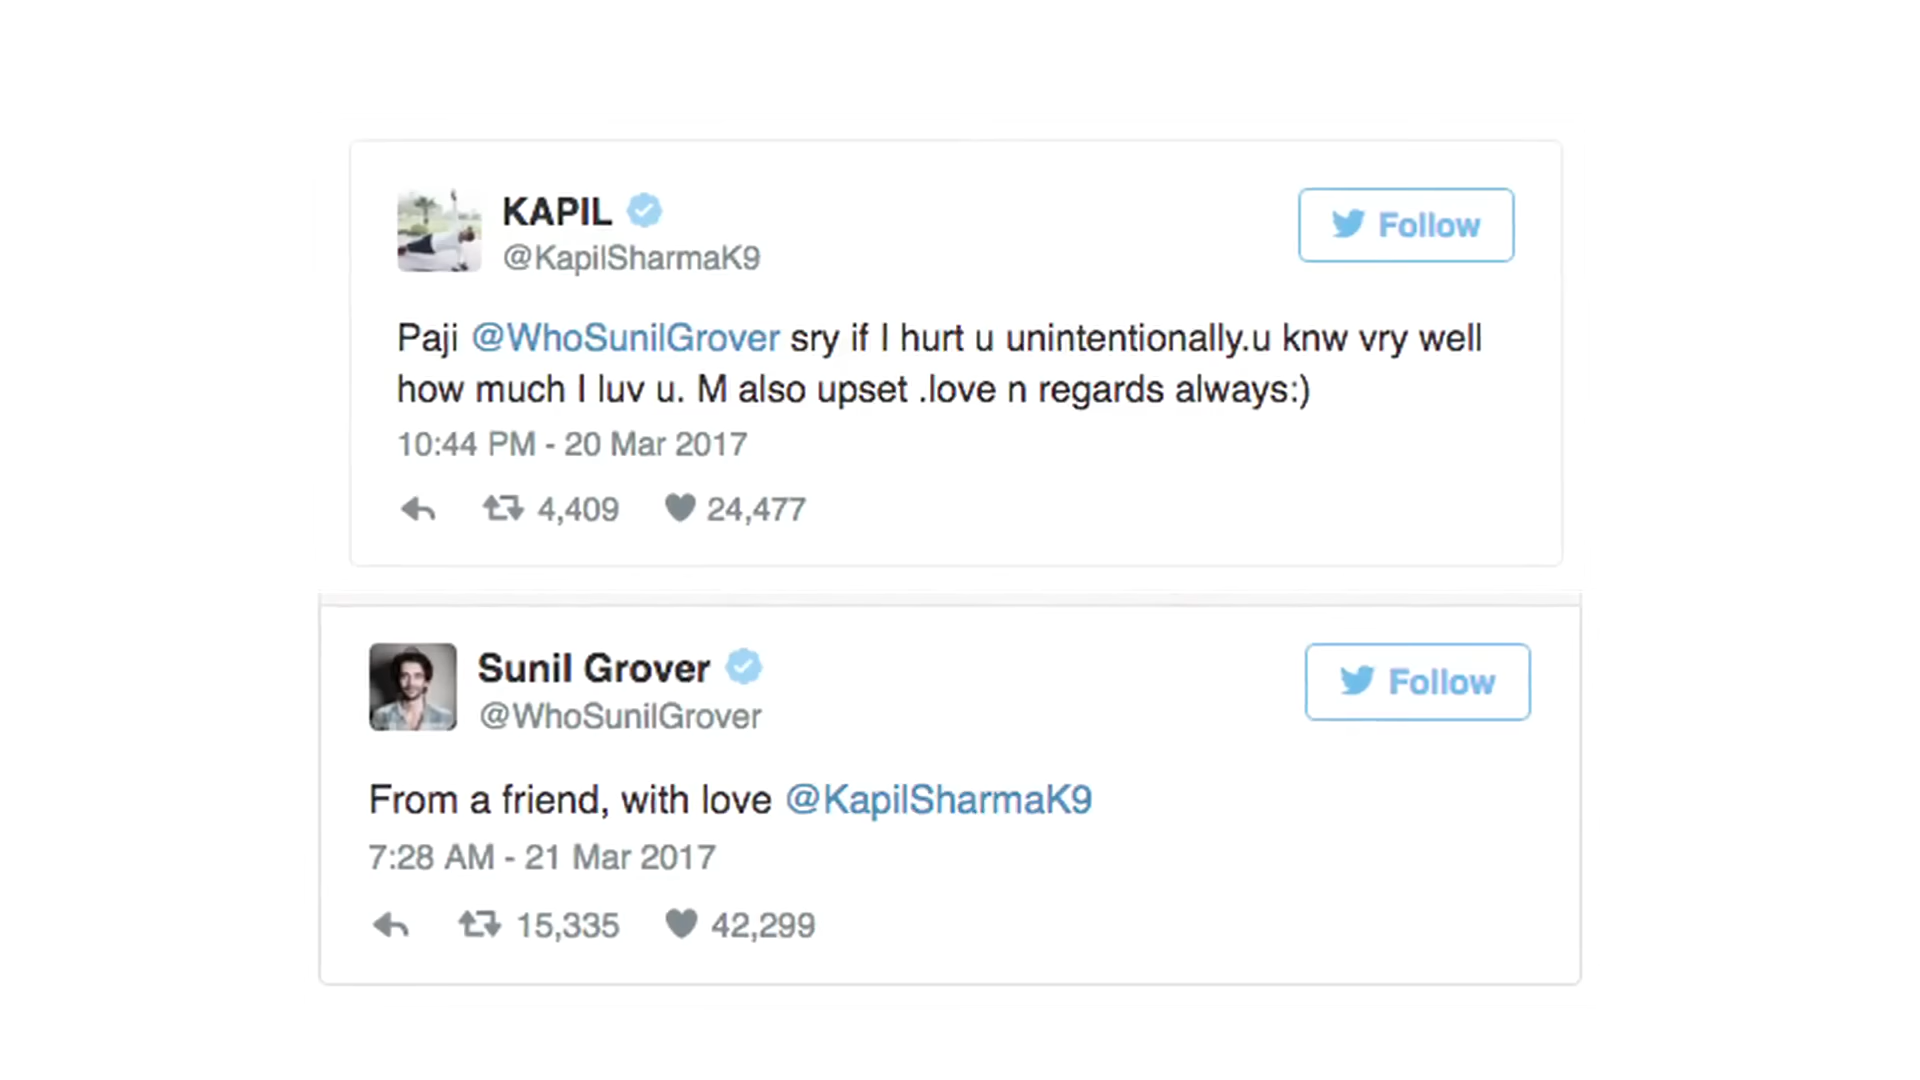 KAPIL
@KapilSharmaK9
Follow
Paji @WhoSunilGrover sry if I hurt u unintentionally.u knw vry well
how much I luv u. M also upset .love n regards always:)
10:44 PM - 20 Mar 2017
4,409 24,477
Sunil Grover
@WhoSunilGrover
Follow
From a friend, with love @KapilSharmaK9
7:28 AM - 21 Mar 2017
15,335 42,299